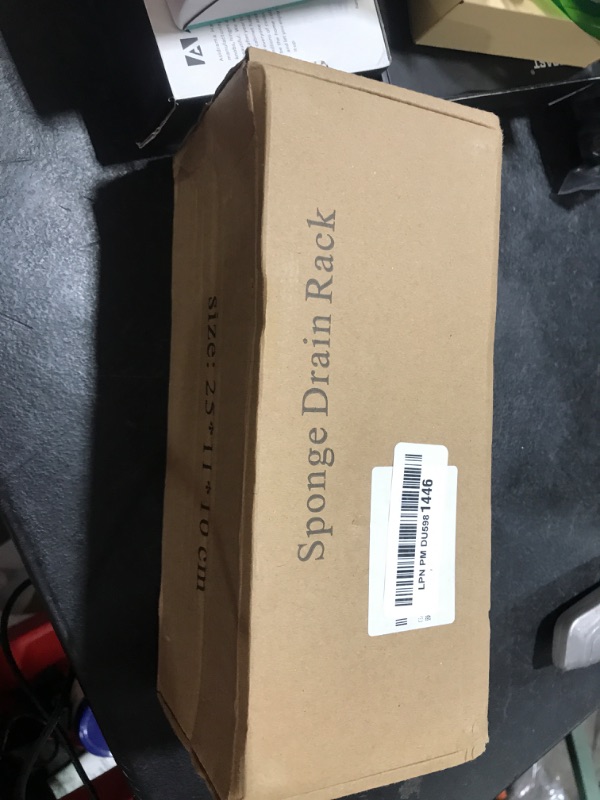 Sponge Drain Rack
size: 25*11*10 cm
LPN PM DU598 1446